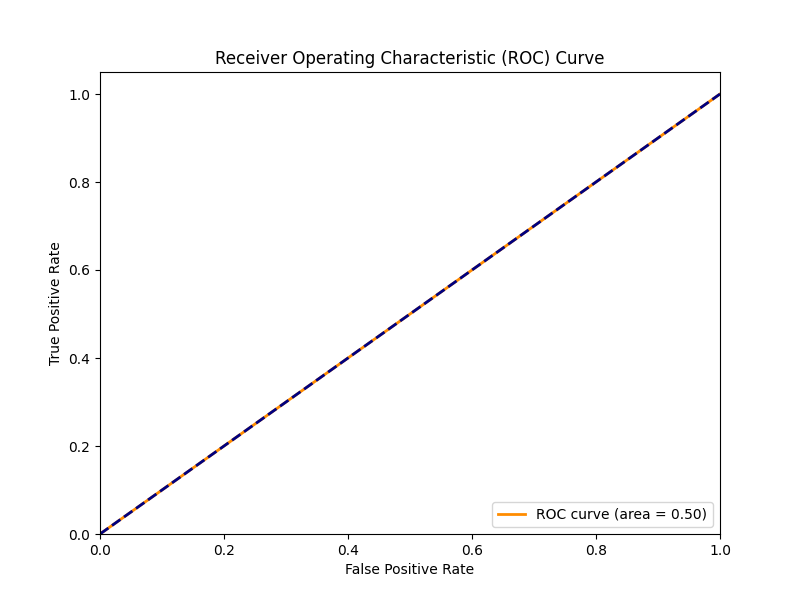 Receiver Operating Characteristic (ROC) Curve
1.0
0.8
0.6
0.4
0.2
0.0
True Positive Rate
ROC curve (area = 0.50)
0.0 0.2 0.4 0.6 0.8 1.0
False Positive Rate